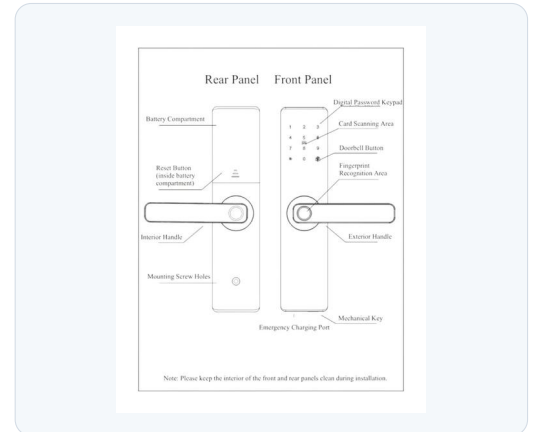 Rear Panel Front Panel
Digital Password Keypad
Battery Compartment
Card Scanning Area
1 2 3
4 5 6
7 8 9
0
Doorbell Button
Reset Button
(inside battery
compartment)
Fingerprint
Recognition Area
Interior Handle
Exterior Handle
Mounting Screw Holes
Mechanical Key
Emergency Charging Port
Note: Please keep the interior of the front and rear panels clean during installation.